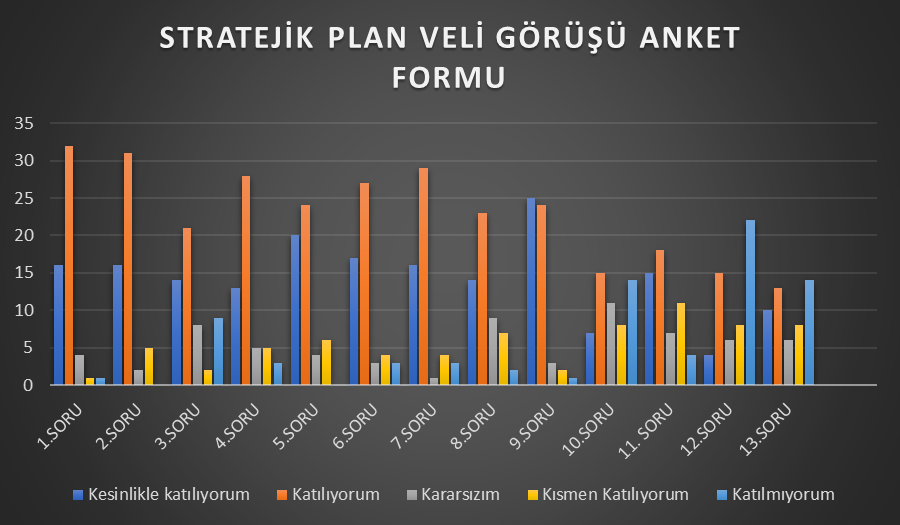 STRATEJİK PLAN VELİ GÖRÜŞÜ ANKET
FORMU
35
30
25
20
15
10
5
0
1.SORU
2.SORU
3.SORU
4.SORU
5.SORU
6.SORU
7.SORU
8.SORU
9.SORU
10.SORU
11. SORU
12.SORU
13.SORU
Kesinlikle katılıyorum Katılıyorum Kararsızım Kısmen Katılıyorum Katılmıyorum